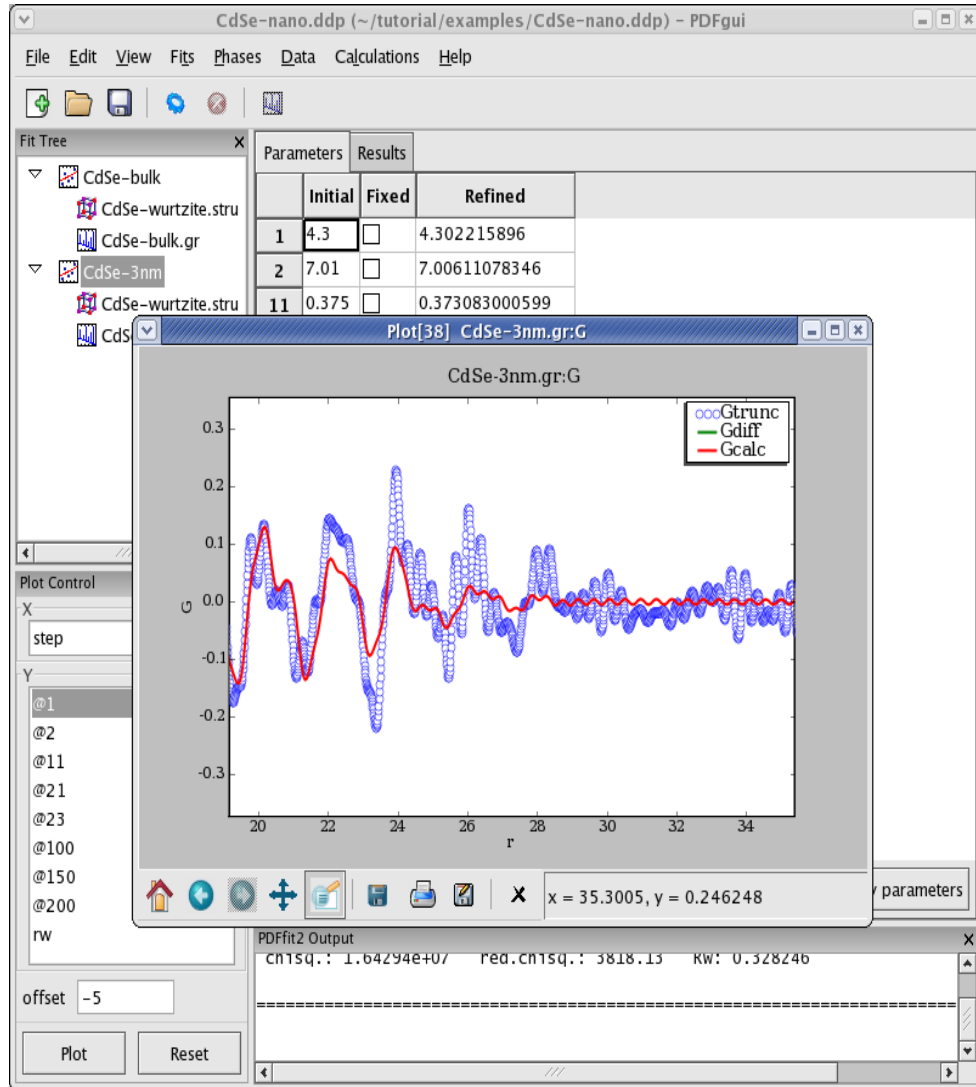 CdSe-nano.ddp (~/tutorial/examples/CdSe-nano.ddp) - PDFgui
File Edit View Fits Phases Data Calculations Help
Fit Tree x
CdSe-bulk
CdSe-wurtzite.stru
CdSe-bulk.gr
CdSe-3nm
CdSe-wurtzite.stru
CdS
Parameters Results
Initial Fixed Refined
1 4.3 4.302215896
2 7.01 7.00611078346
11 0.375 0.373083000599
Plot[38] CdSe-3nm.gr:G
CdSe-3nm.gr:G
Gtrunc
Gdiff
Gcalc
0.3
0.2
0.1
0.0
-0.1
-0.2
-0.3
G
20 22 24 26 28 30 32 34
r
x = 35.3005, y = 0.246248
Plot Control
X
step
Y
@1
@2
@11
@21
@23
@100
@150
@200
rw
offset -5
Plot Reset
parameters
PDFfit2 Output x
chisq.: 1.64294e+07 red.chisq.: 3818.13 Rw: 0.328246
==============================================================